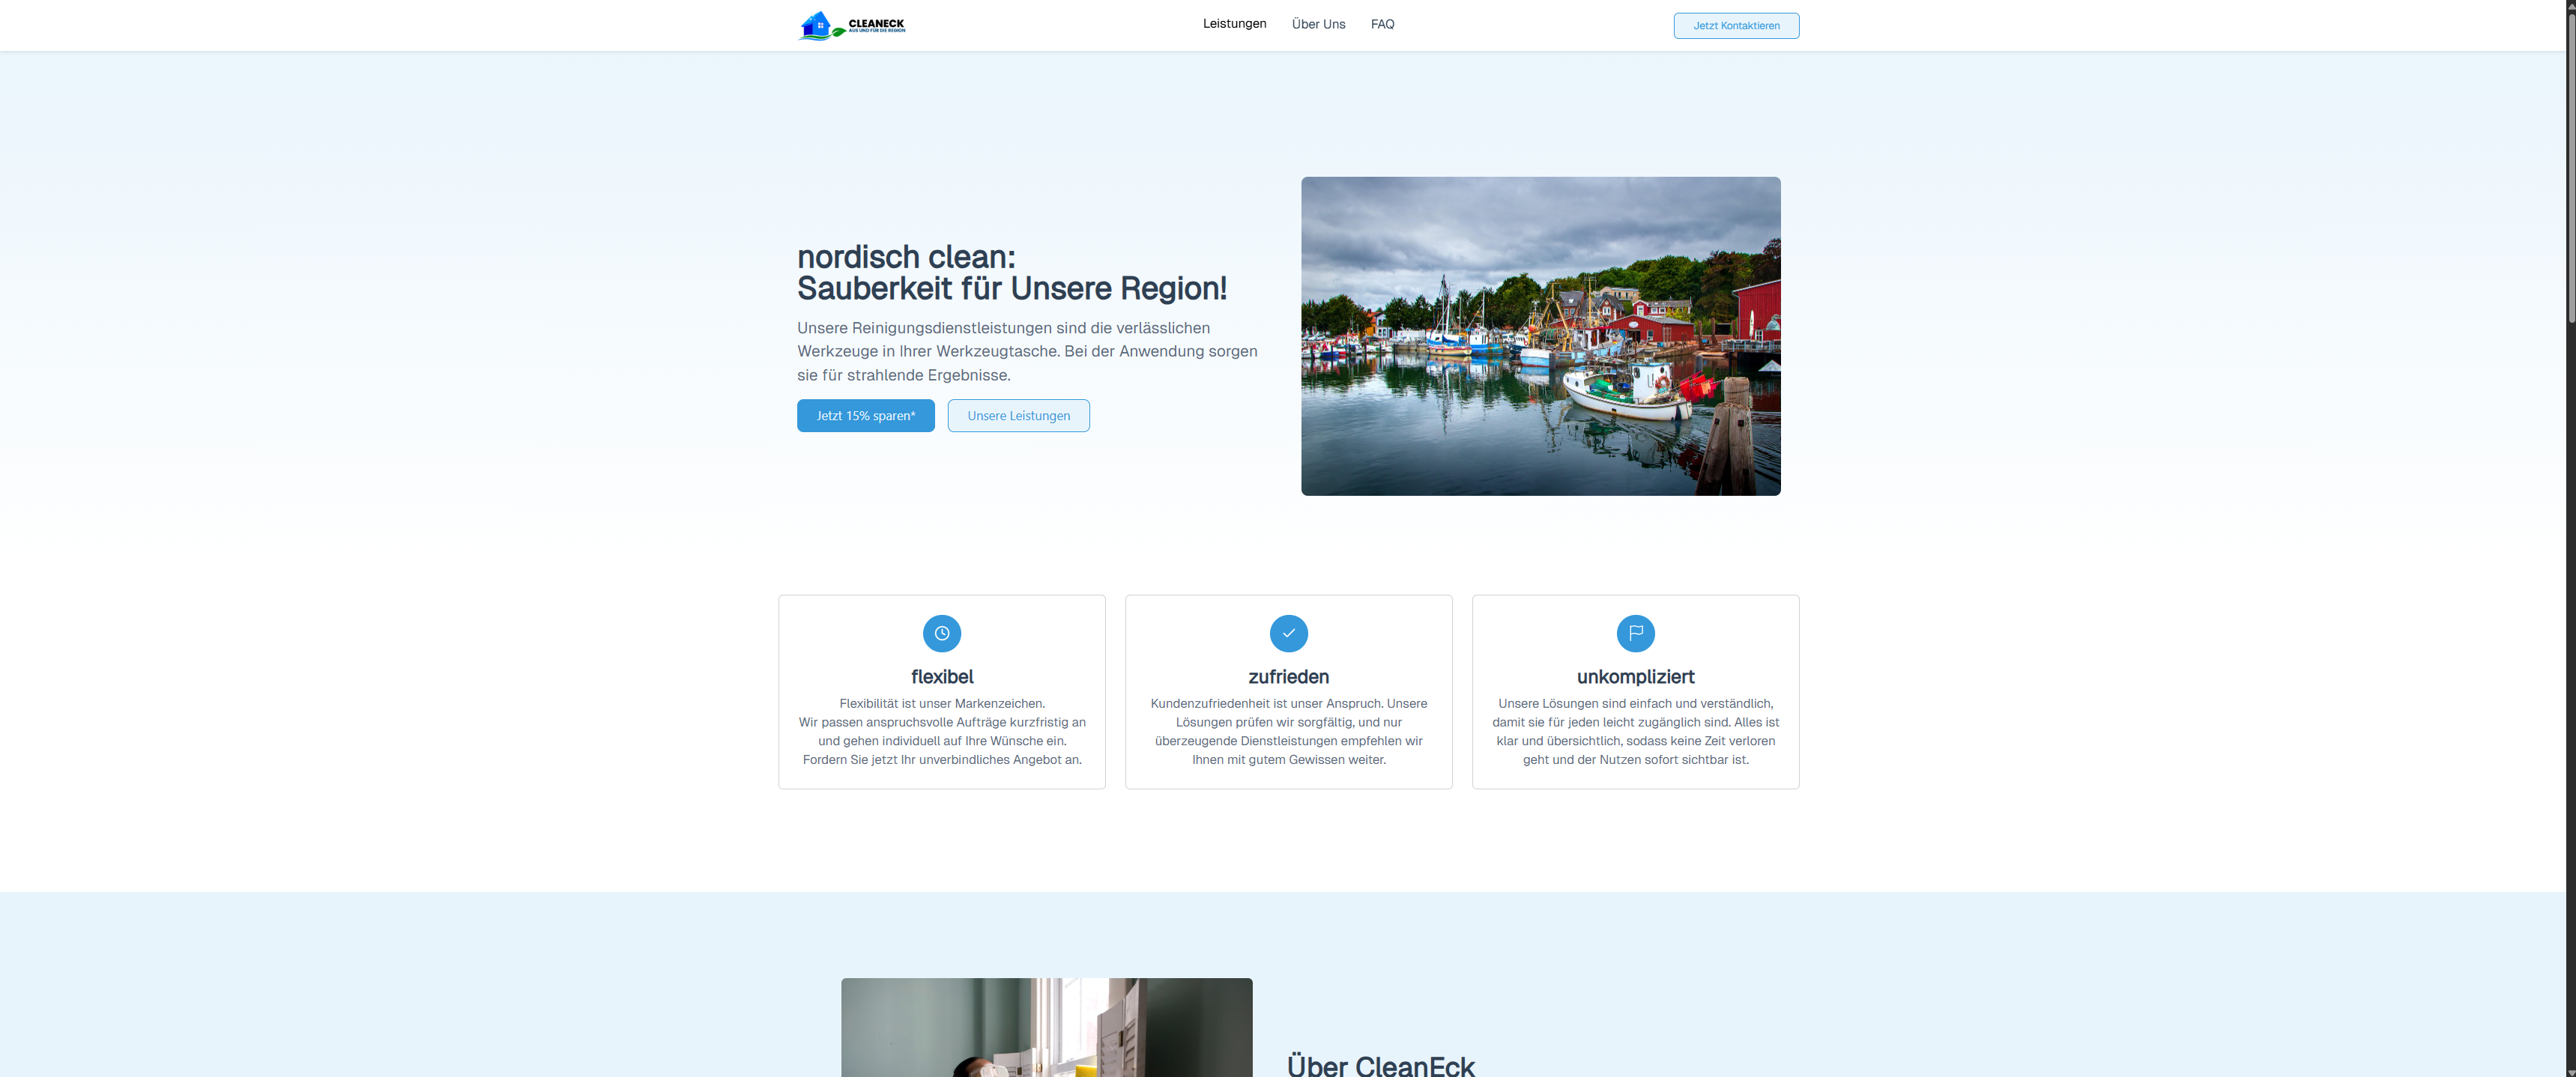 CLEANECK
AUS UND FÜR DIE REGION
Leistungen
Über Uns
FAQ
Jetzt Kontaktieren
nordisch clean:
Sauberkeit für Unsere Region!
Unsere Reinigungsdienstleistungen sind die verlässlichen
Werkzeuge in Ihrer Werkzeugtasche. Bei der Anwendung sorgen
sie für strahlende Ergebnisse.
Jetzt 15% sparen*
Unsere Leistungen
flexibel
Flexibilität ist unser Markenzeichen.
Wir passen anspruchsvolle Aufträge kurzfristig an
und gehen individuell auf Ihre Wünsche ein.
Fordern Sie jetzt Ihr unverbindliches Angebot an.
zufrieden
Kundenzufriedenheit ist unser Anspruch. Unsere
Lösungen prüfen wir sorgfältig, und nur
überzeugende Dienstleistungen empfehlen wir
Ihnen mit gutem Gewissen weiter.
unkompliziert
Unsere Lösungen sind einfach und verständlich,
damit sie für jeden leicht zugänglich sind. Alles ist
klar und übersichtlich, sodass keine Zeit verloren
geht und der Nutzen sofort sichtbar ist.
Über CleanEck